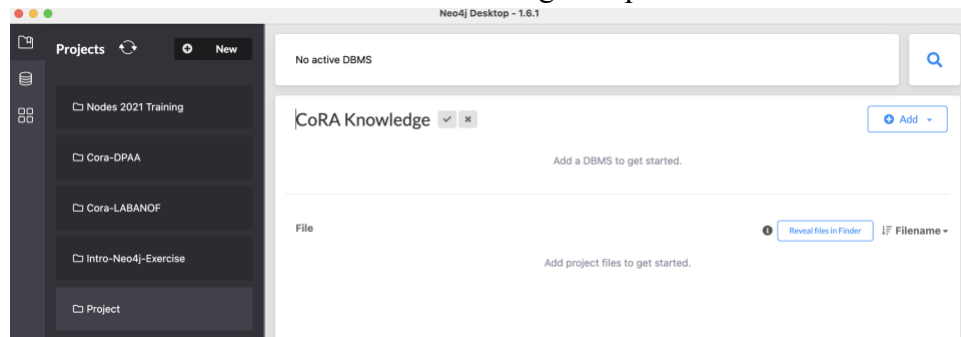 Neo4j Desktop - 1.6.1
Projects
New
Nodes 2021 Training
Cora-DPAA
Cora-LABANOF
Intro-Neo4j-Exercise
Project
No active DBMS
CoRA Knowledge
Add
Add a DBMS to get started.
File
Reveal files in Finder
Filename
Add project files to get started.